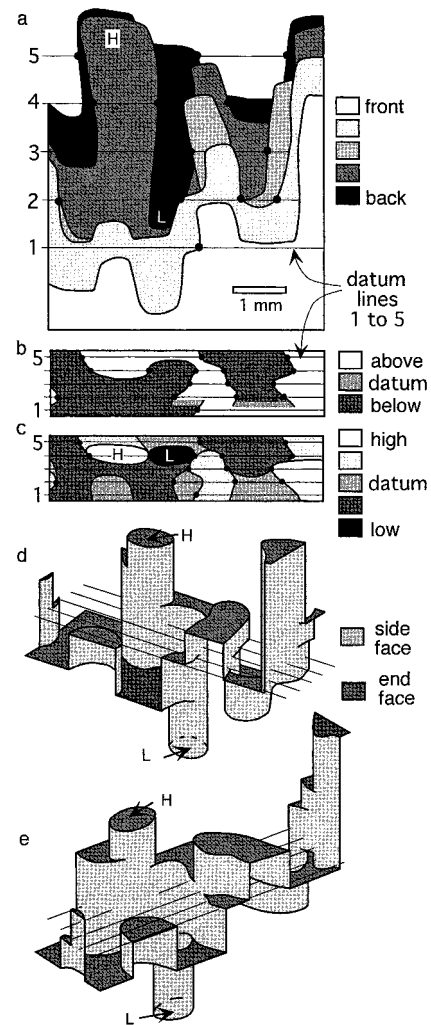 a
H
5
4
front
3
2
L
back
1
1 mm
datum
lines
1 to 5
b
5
above
datum
1
below
c
high
5
H
L
datum
1
low
d
H
side
face
end
face
L
H
e
L